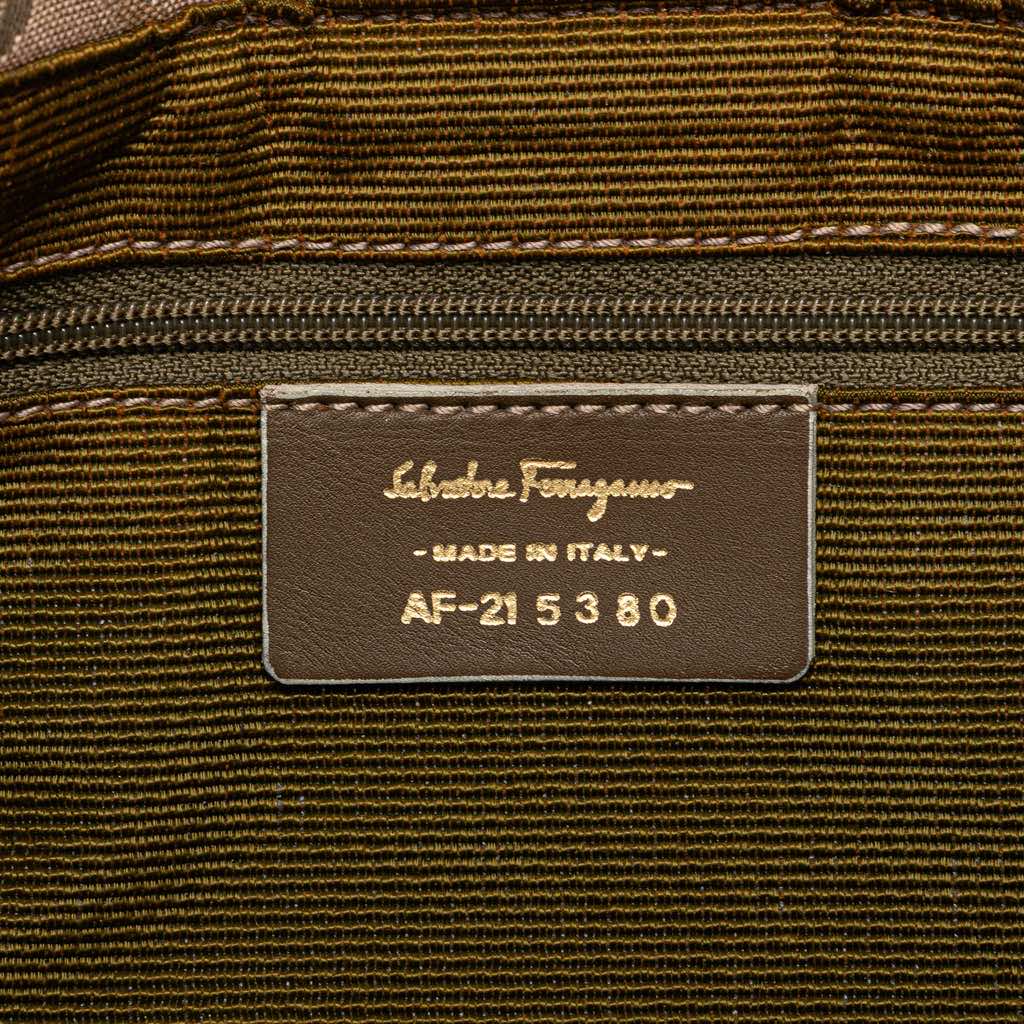 Salvatore Ferragamo
- MADE IN ITALY -
AF-21 5380